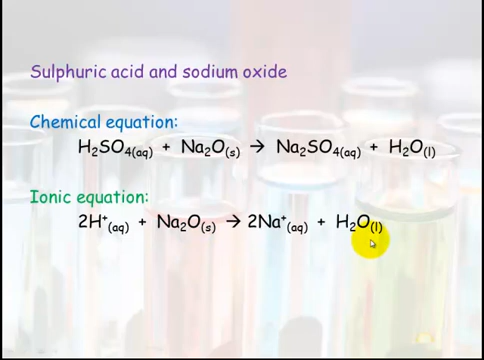 Sulphuric acid and sodium oxide
Chemical equation:
H₂SO₄(aq) + Na₂O(s) → Na₂SO₄(aq) + H₂O(l)
Ionic equation:
2H⁺(aq) + Na₂O(s) → 2Na⁺(aq) + H₂O(l)